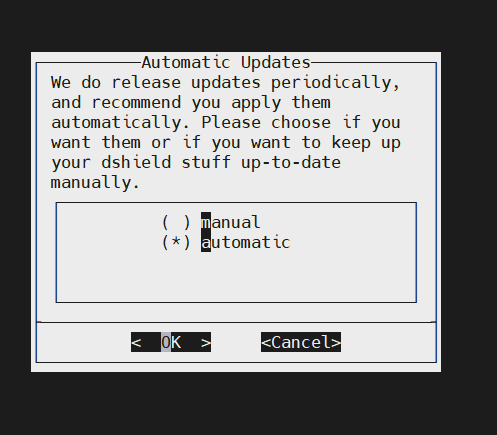 Automatic Updates
We do release updates periodically,
and recommend you apply them
automatically. Please choose if you
want them or if you want to keep up
your dshield stuff up-to-date
manually.
( ) manual
(*) automatic
<  OK  > <Cancel>